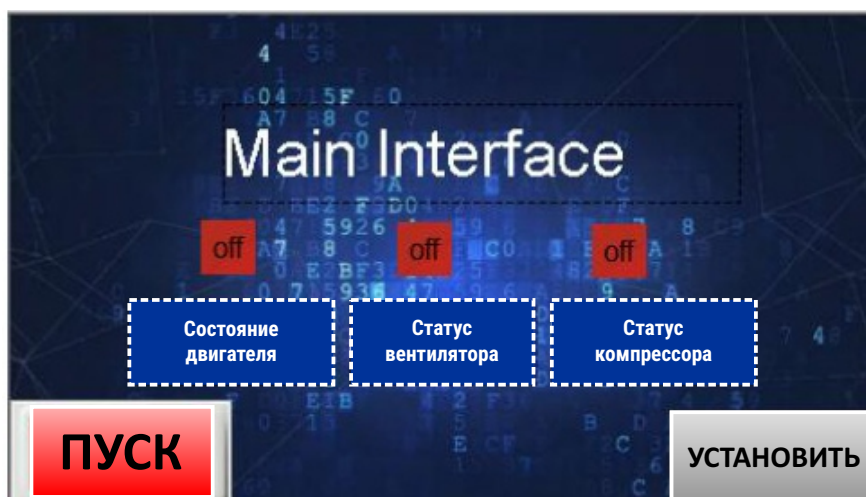 Main Interface
off off off
Состояние
двигателя
Статус
вентилятора
Статус
компрессора
ПУСК
УСТАНОВИТЬ